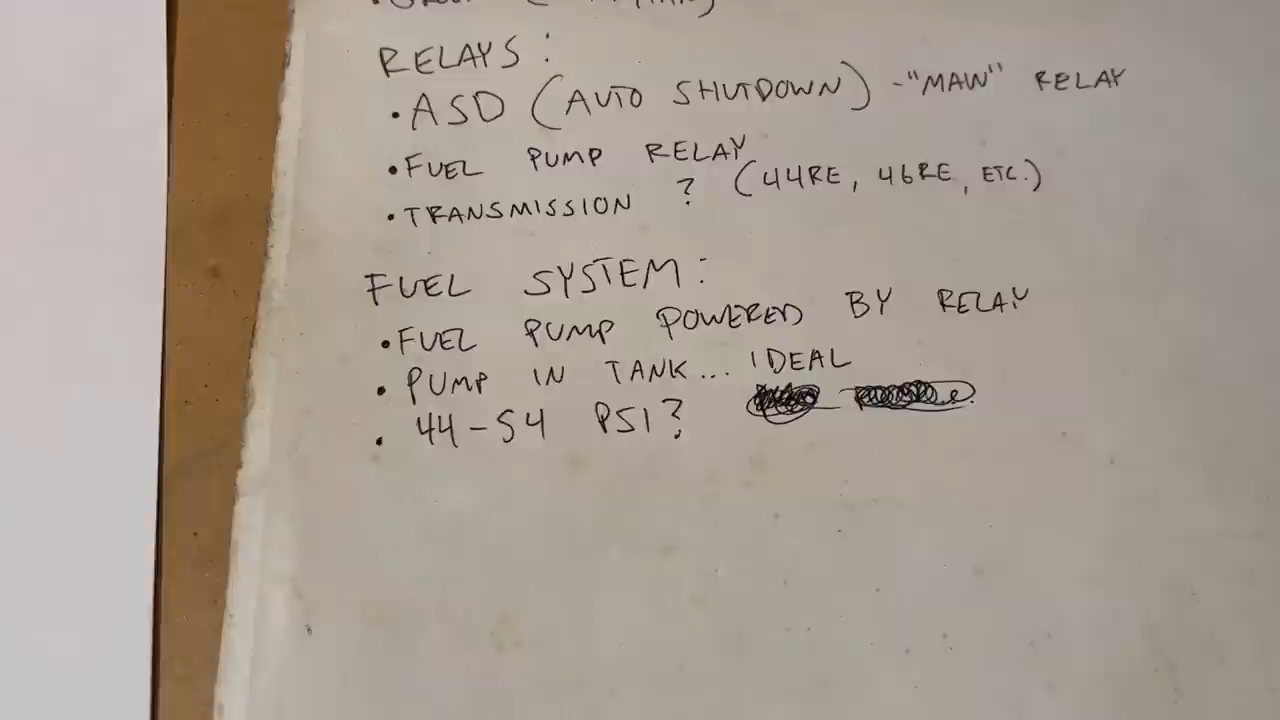 RELAYS:
• ASD (AUTO SHUTDOWN) - "MAIN" RELAY
• FUEL PUMP RELAY
• TRANSMISSION ? (44RE, 46RE, ETC.)
FUEL SYSTEM:
• FUEL PUMP POWERED BY RELAY
• PUMP IN TANK... IDEAL
• 44-54 PSI?